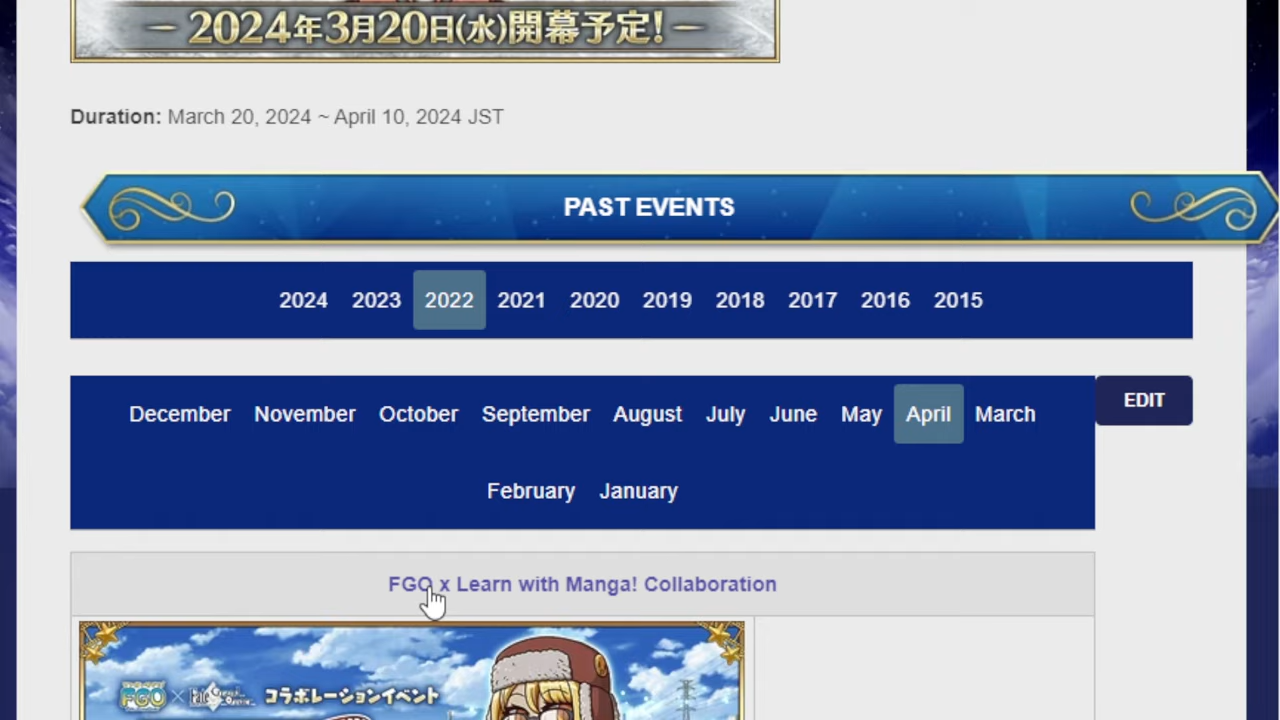 2024年3月20日(水)開幕予定!
Duration: March 20, 2024 ~ April 10, 2024 JST
PAST EVENTS
2024 2023 2022 2021 2020 2019 2018 2017 2016 2015
December November October September August July June May April March
EDIT
February January
FGO x Learn with Manga! Collaboration
FGO × コラボレーションイベント